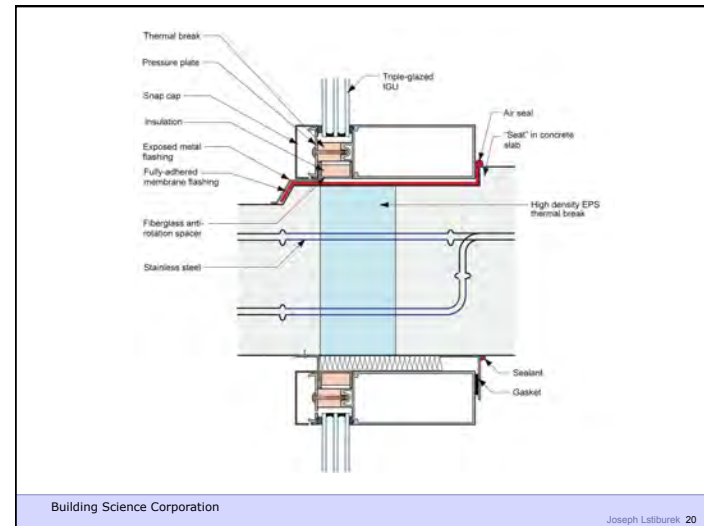 Thermal break
Pressure plate
Snap cap
Insulation
Exposed metal
flashing
Fully-adhered
membrane flashing
Fiberglass anti-
rotation spacer
Stainless steel
Triple-glazed
IGU
Air seal
"Seat" in concrete
slab
High density EPS
thermal break
Sealant
Gasket
Building Science Corporation
Joseph Lstiburek 20